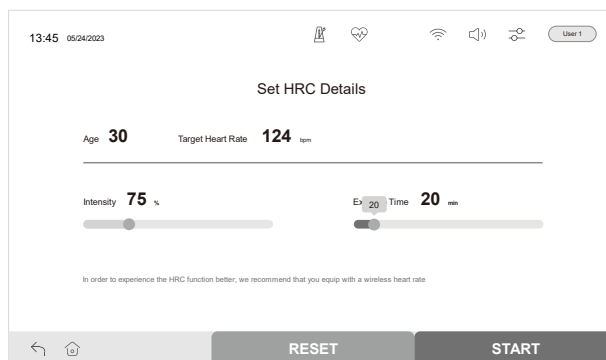 13:45 05/24/2023 User 1
Set HRC Details
Age 30 Target Heart Rate 124 bpm
Intensity 75 % Ex 20 Time 20 min
In order to experience the HRC function better, we recommend that you equip with a wireless heart rate
RESET START